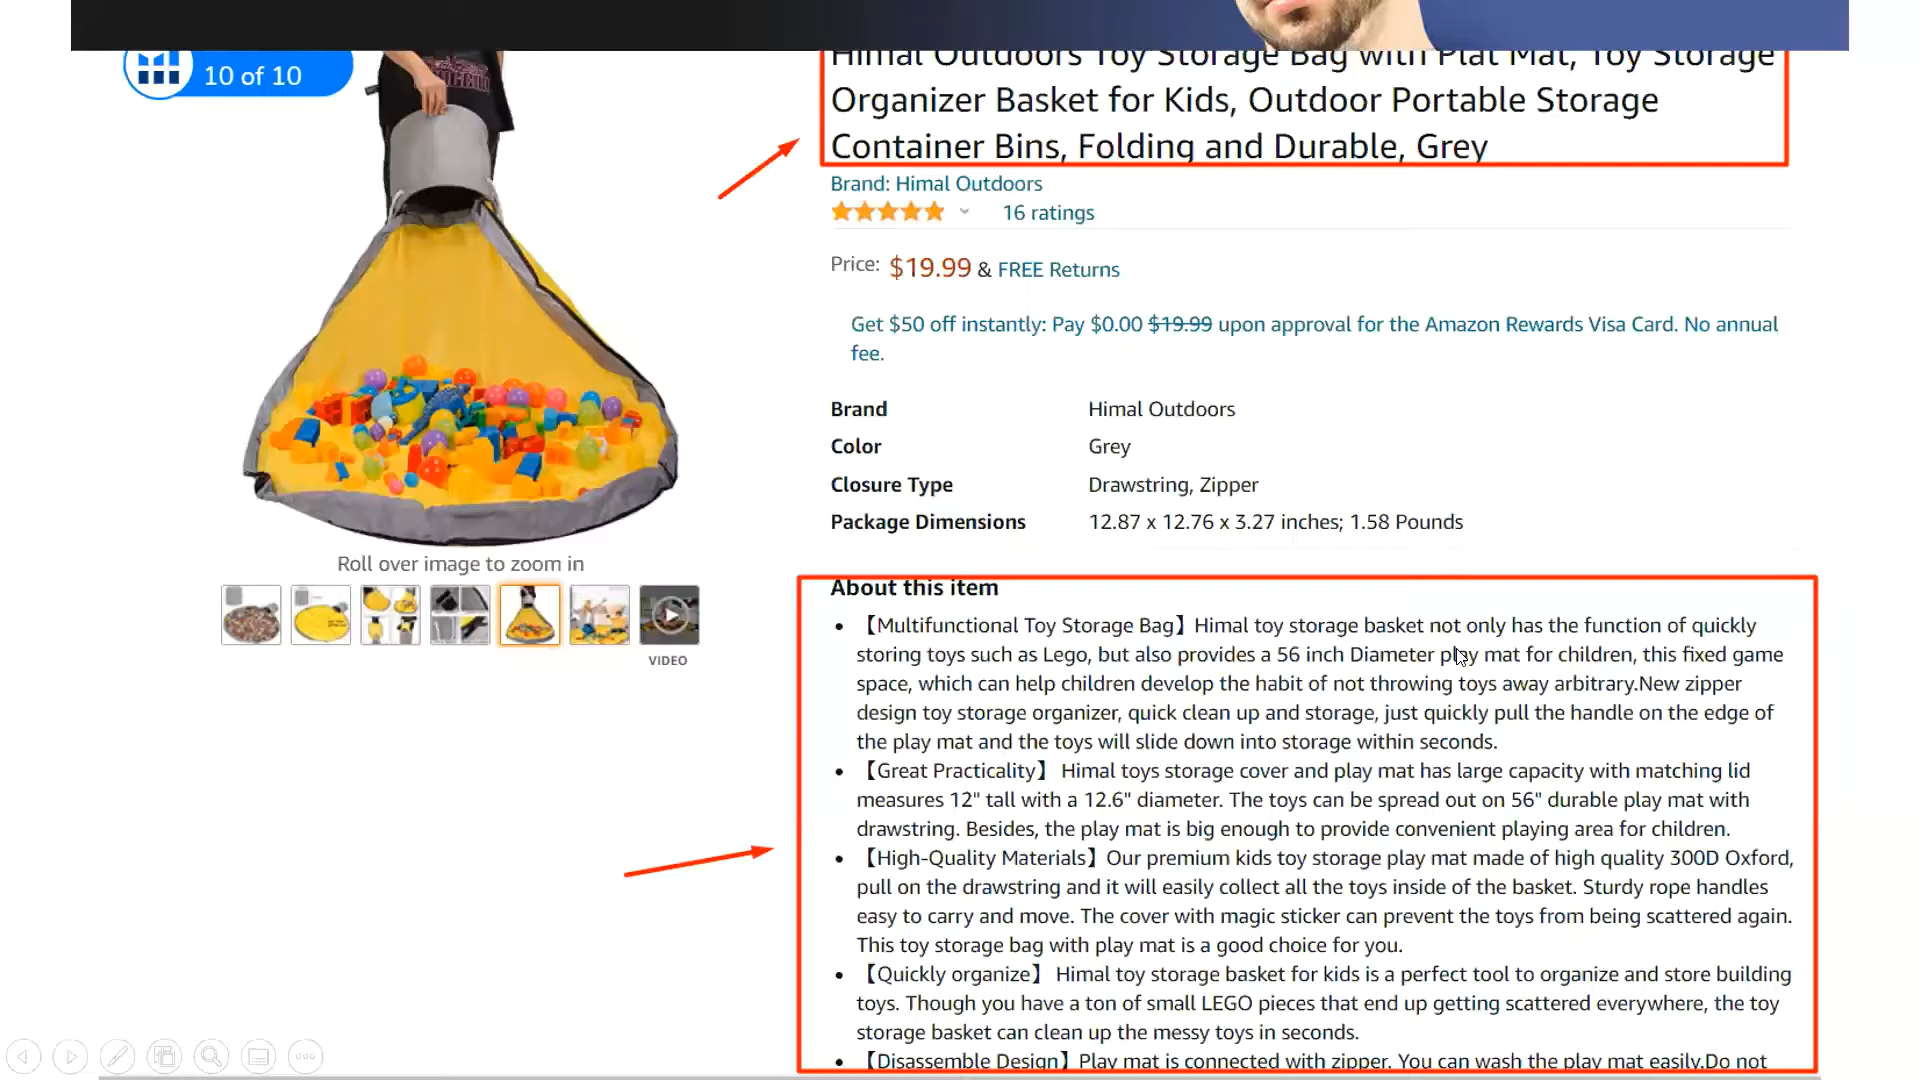 10 of 10
Himal Outdoors Toy Storage Bag with Plat Mat, Toy Storage
Organizer Basket for Kids, Outdoor Portable Storage
Container Bins, Folding and Durable, Grey
Brand: Himal Outdoors
16 ratings
Price: $19.99 & FREE Returns
Get $50 off instantly: Pay $0.00 $19.99 upon approval for the Amazon Rewards Visa Card. No annual
fee.
Brand Himal Outdoors
Color Grey
Closure Type Drawstring, Zipper
Package Dimensions 12.87 x 12.76 x 3.27 inches; 1.58 Pounds
Roll over image to zoom in
VIDEO
About this item
• 【Multifunctional Toy Storage Bag】Himal toy storage basket not only has the function of quickly
storing toys such as Lego, but also provides a 56 inch Diameter play mat for children, this fixed game
space, which can help children develop the habit of not throwing toys away arbitrary.New zipper
design toy storage organizer, quick clean up and storage, just quickly pull the handle on the edge of
the play mat and the toys will slide down into storage within seconds.
• 【Great Practicality】 Himal toys storage cover and play mat has large capacity with matching lid
measures 12" tall with a 12.6" diameter. The toys can be spread out on 56" durable play mat with
drawstring. Besides, the play mat is big enough to provide convenient playing area for children.
• 【High-Quality Materials】Our premium kids toy storage play mat made of high quality 300D Oxford,
pull on the drawstring and it will easily collect all the toys inside of the basket. Sturdy rope handles
easy to carry and move. The cover with magic sticker can prevent the toys from being scattered again.
This toy storage bag with play mat is a good choice for you.
• 【Quickly organize】 Himal toy storage basket for kids is a perfect tool to organize and store building
toys. Though you have a ton of small LEGO pieces that end up getting scattered everywhere, the toy
storage basket can clean up the messy toys in seconds.
• 【Disassemble Design】Play mat is connected with zipper. You can wash the play mat easily.Do not